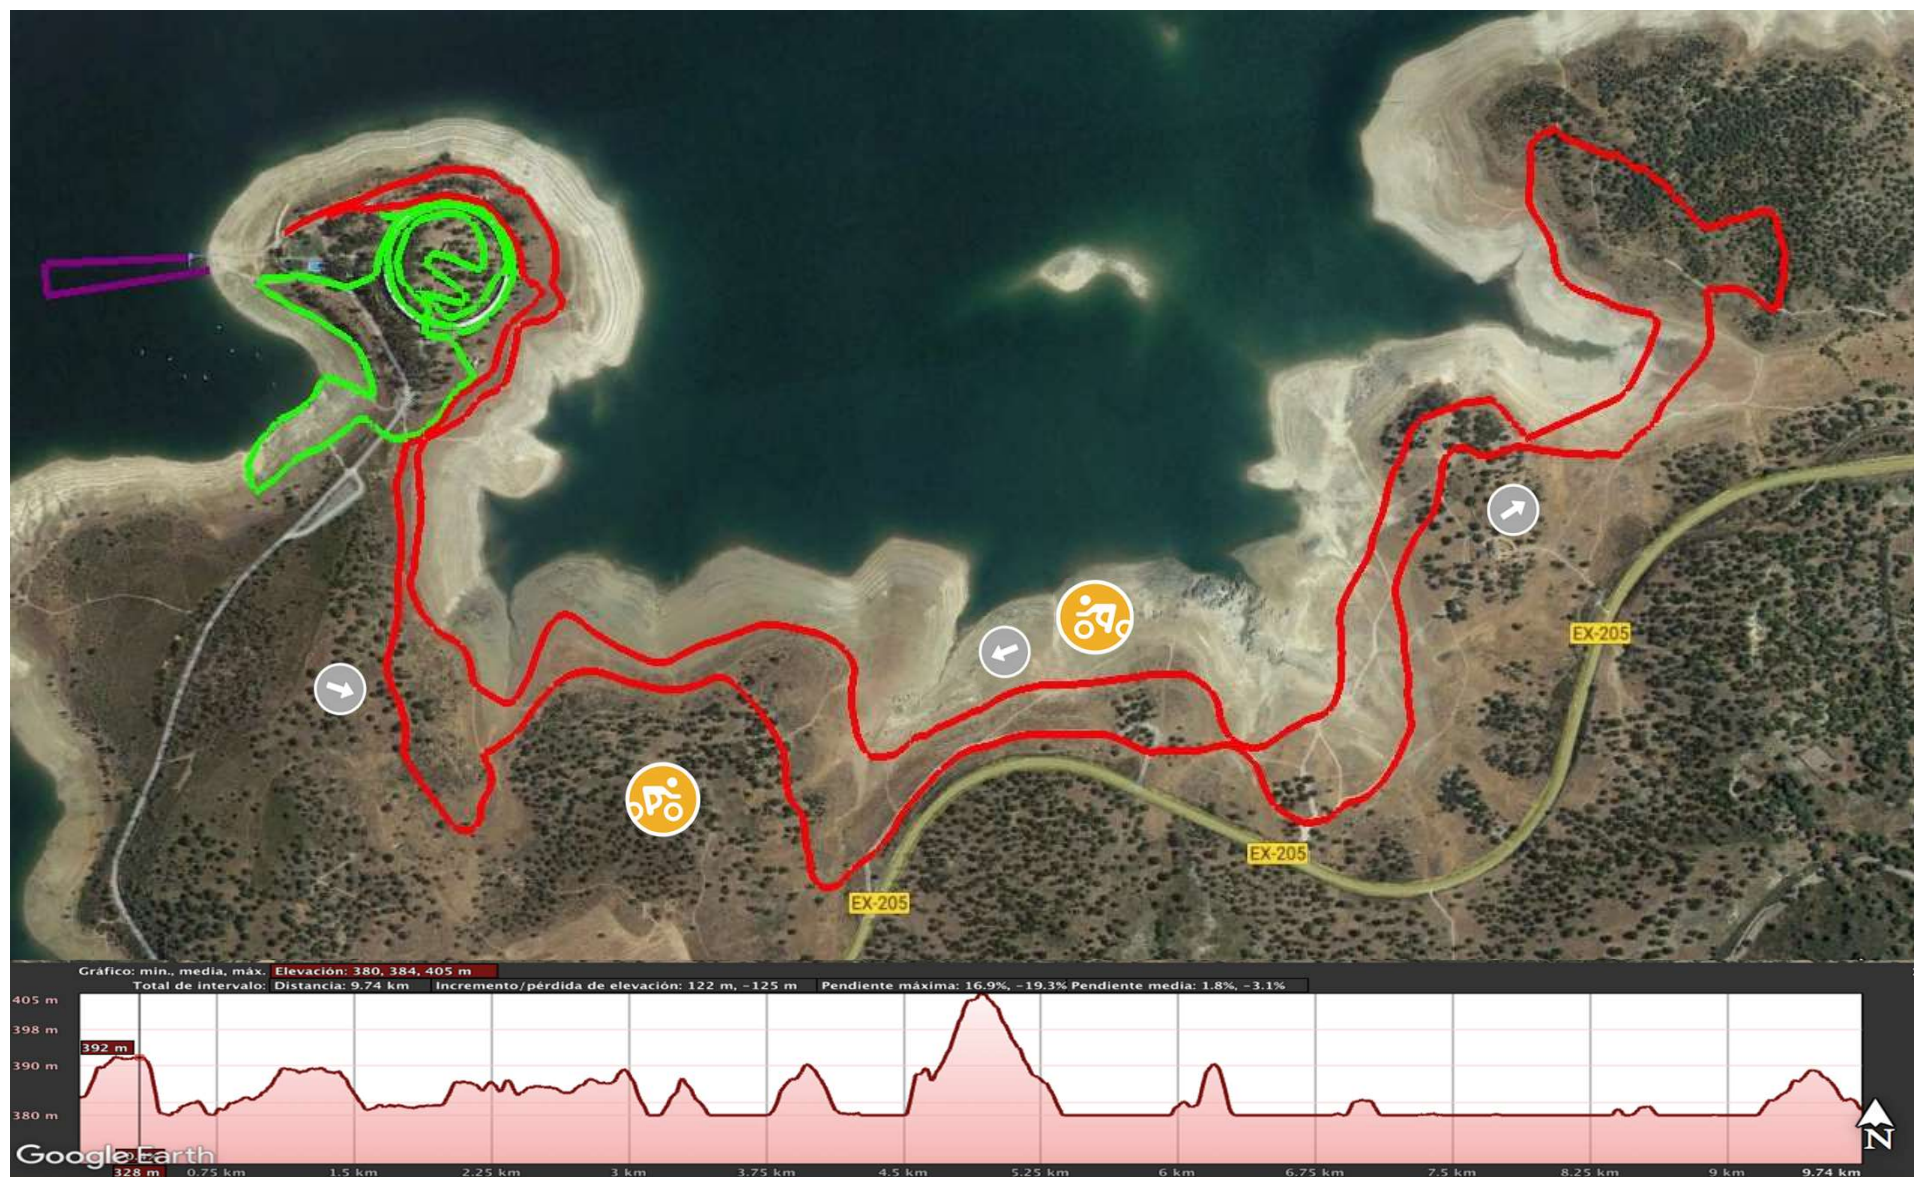 EX-205
EX-205
EX-205
Gráfico: min., media, máx. Elevación: 380, 384, 405 m
Total de intervalo: Distancia: 9.74 km Incremento/pérdida de elevación: 122 m, -125 m Pendiente máxima: 16.9%, -19.3% Pendiente media: 1.8%, -3.1%
405 m
398 m
392 m
390 m
380 m
Google Earth
N
328 m 0.75 km 1.5 km 2.25 km 3 km 3.75 km 4.5 km 5.25 km 6 km 6.75 km 7.5 km 8.25 km 9 km 9.74 km